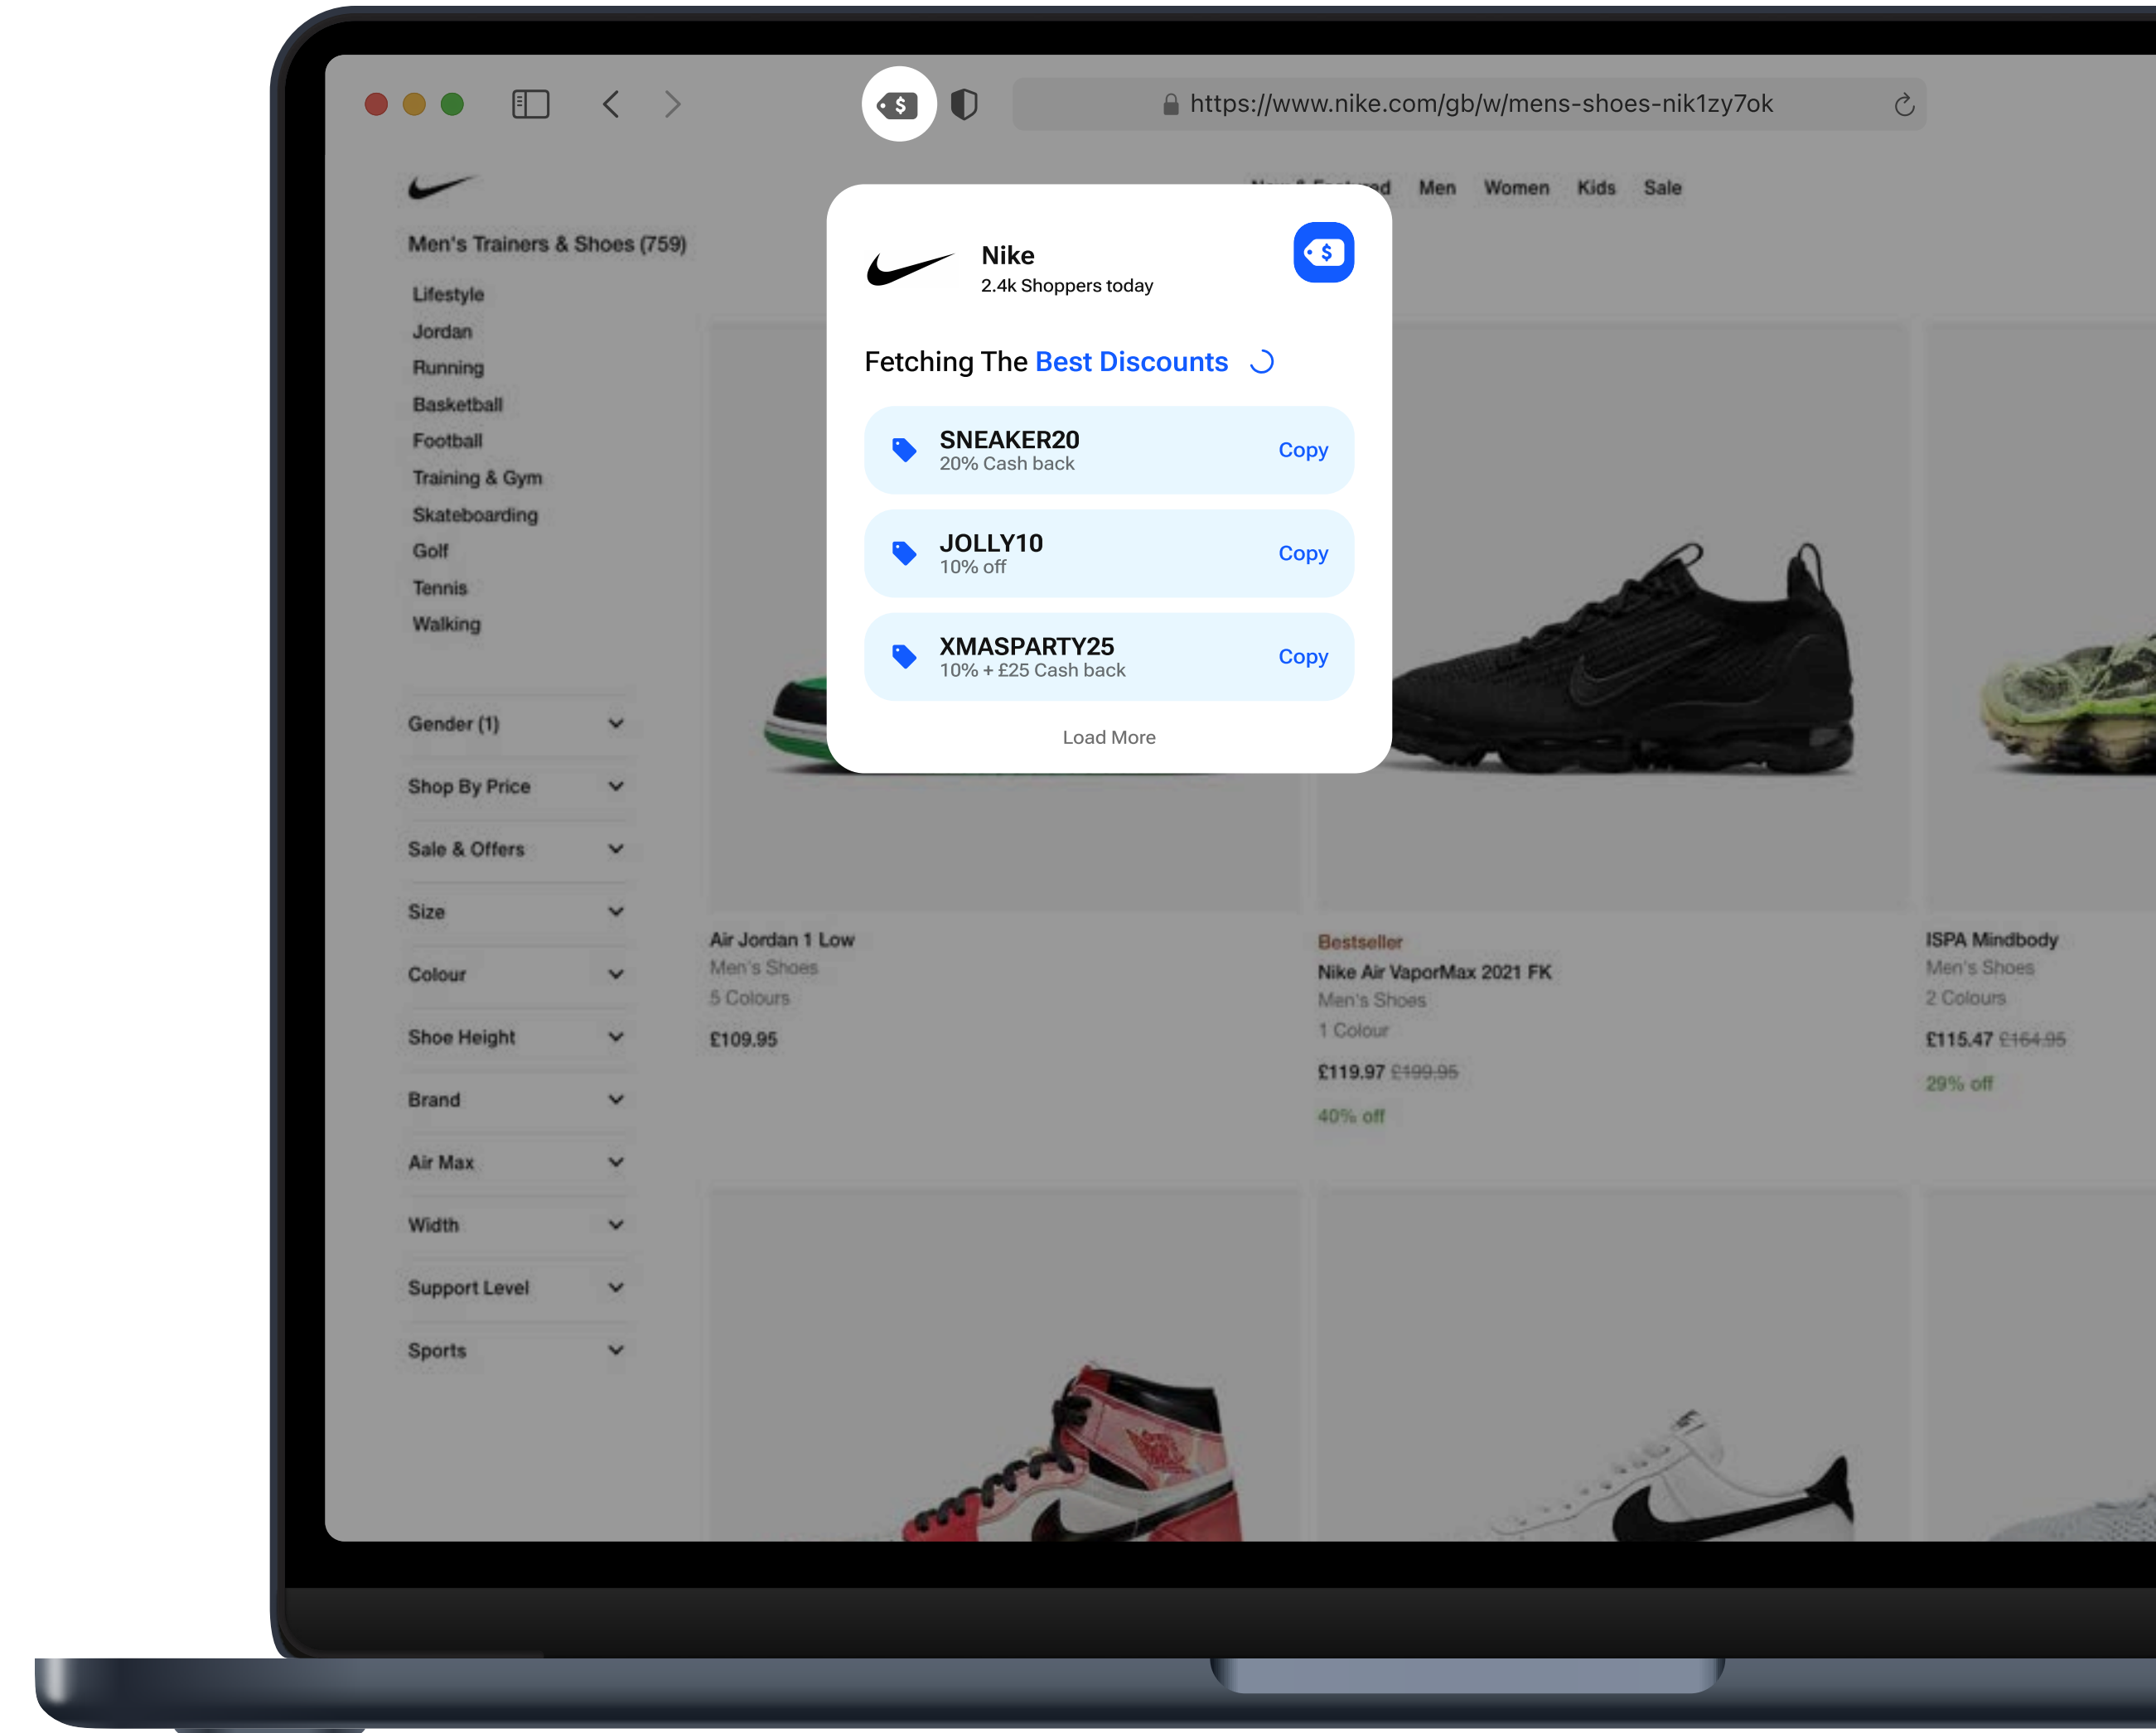 https://www.nike.com/gb/w/mens-shoes-nik1zy7ok
Men Women Kids Sale
Men's Trainers & Shoes (759)
Lifestyle
Jordan
Running
Basketball
Football
Training & Gym
Skateboarding
Golf
Tennis
Walking
Gender (1)
Shop By Price
Sale & Offers
Size
Colour
Shoe Height
Brand
Air Max
Width
Support Level
Sports
$
Nike
2.4k Shoppers today
$
Fetching The Best Discounts
SNEAKER20
20% Cash back
Copy
JOLLY10
10% off
Copy
XMASPARTY25
10% + £25 Cash back
Copy
Load More
Air Jordan 1 Low
Men's Shoes
5 Colours
£109.95
Bestseller
Nike Air VaporMax 2021 FK
Men's Shoes
1 Colour
£119.97 £199.95
40% off
ISPA Mindbody
Men's Shoes
2 Colours
£115.47 £164.95
29% off